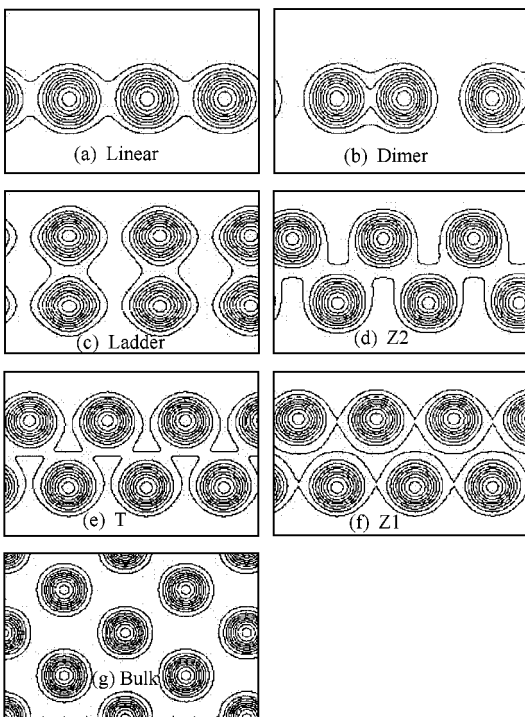 (a) Linear
(b) Dimer
(c) Ladder
(d) Z2
(e) T
(f) Z1
(g) Bulk